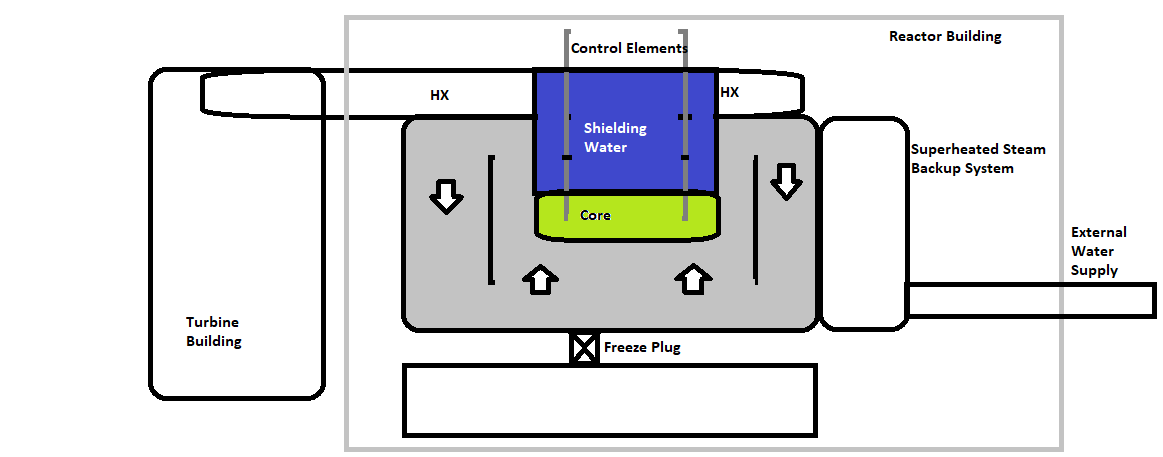 Reactor Building
Control Elements
HX
HX
Shielding
Water
Superheated Steam
Backup System
Core
External
Water
Supply
Turbine
Building
Freeze Plug